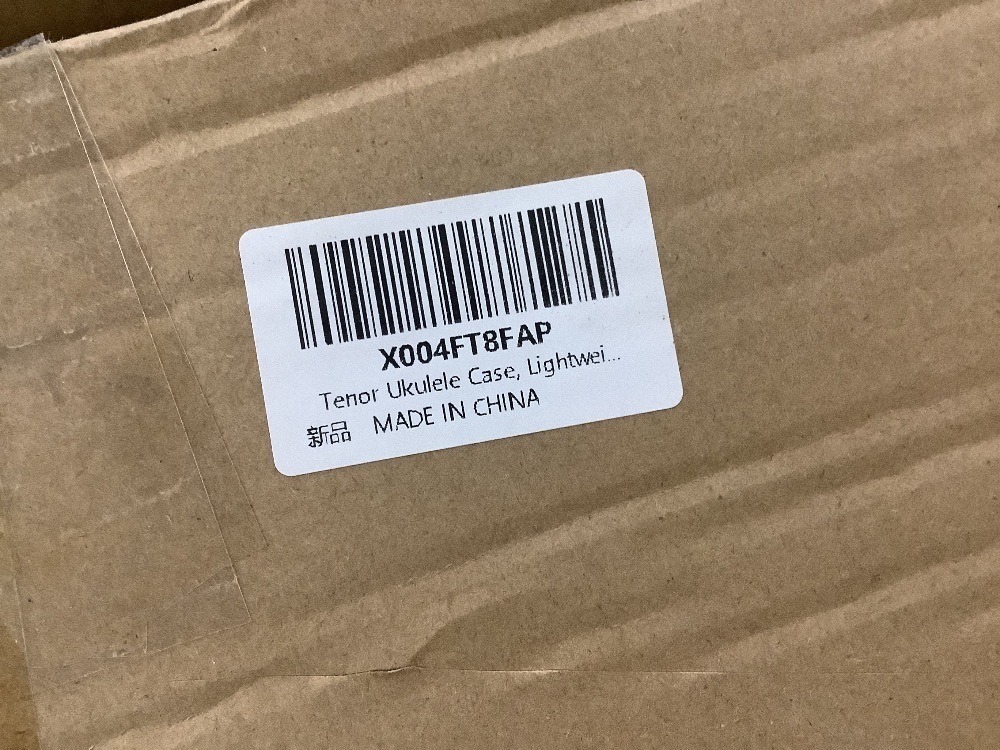 X004FT8FAP
Tenor Ukulele Case, Lightwei...
新品 MADE IN CHINA